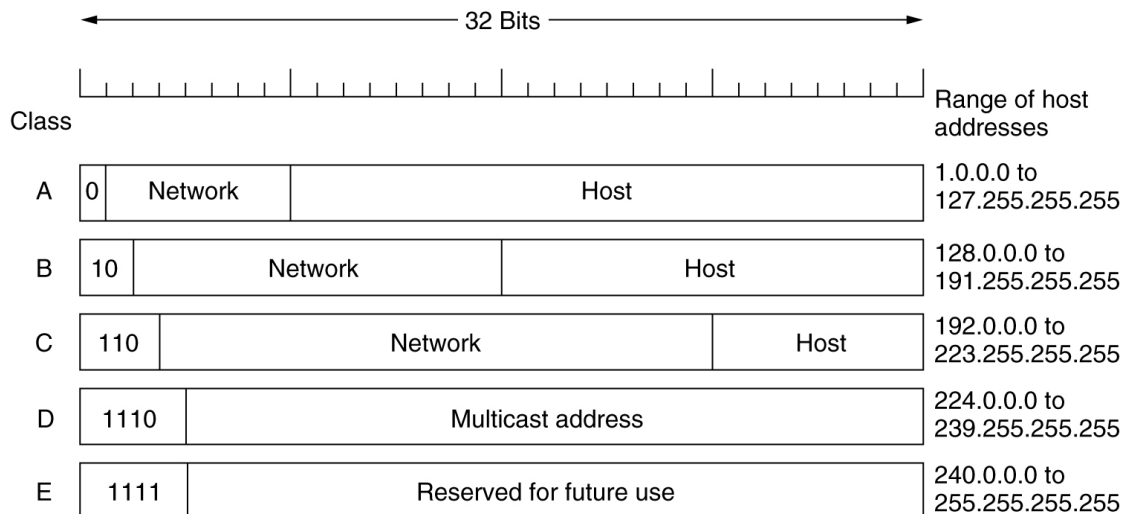 32 Bits
Range of host
addresses
Class
A 0 Network Host 1.0.0.0 to
127.255.255.255
B 10 Network Host 128.0.0.0 to
191.255.255.255
C 110 Network Host 192.0.0.0 to
223.255.255.255
D 1110 Multicast address 224.0.0.0 to
239.255.255.255
E 1111 Reserved for future use 240.0.0.0 to
255.255.255.255